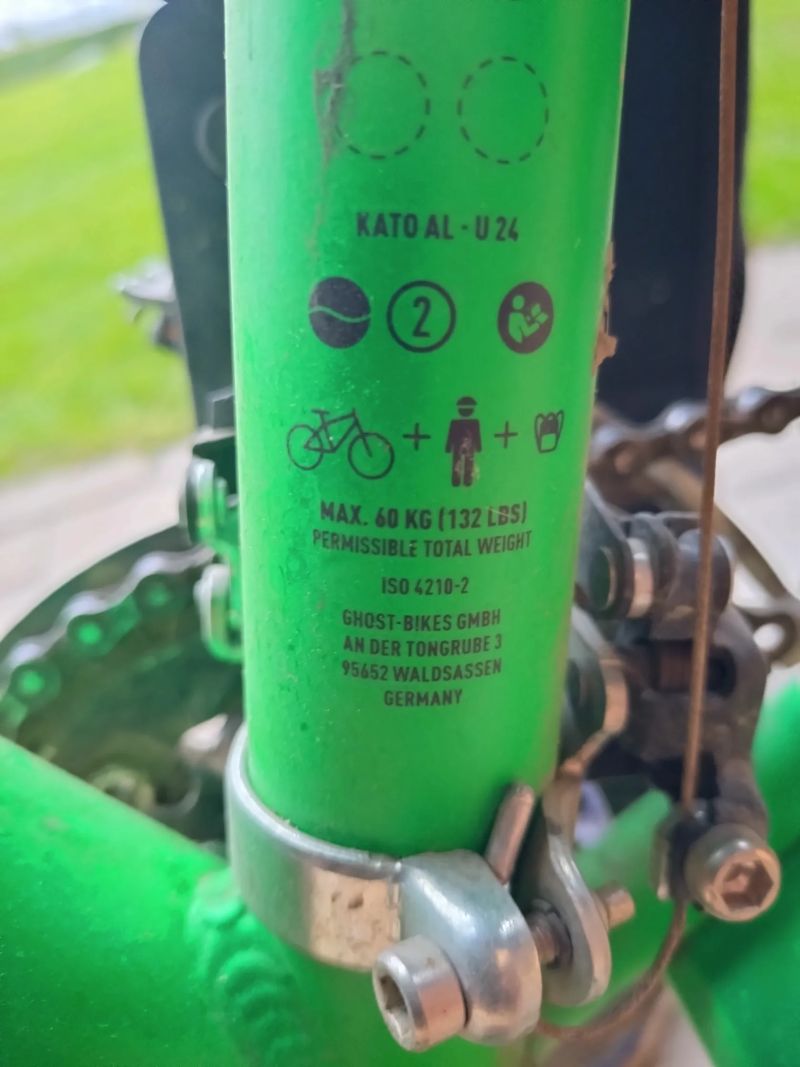 KATO AL - U 24
2
+ +
MAX. 60 KG (132 LBS)
PERMISSIBLE TOTAL WEIGHT
ISO 4210-2
GHOST-BIKES GMBH
AN DER TONGRUBE 3
95652 WALDSASSEN
GERMANY